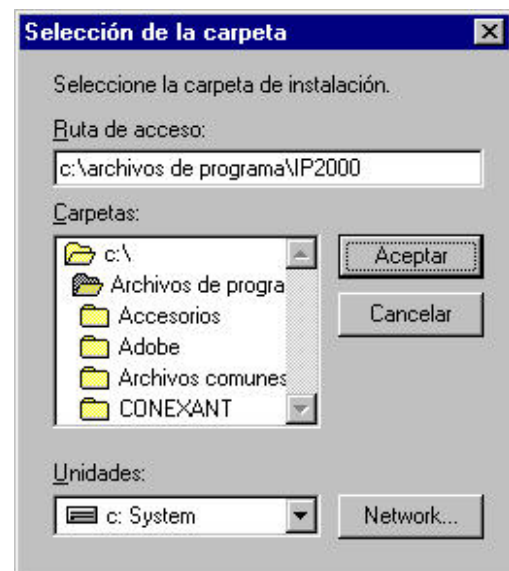 Selección de la carpeta
Seleccione la carpeta de instalación.
Ruta de acceso:
c:\archivos de programa\IP2000
Carpetas:
c:\
Archivos de progra
Accesorios
Adobe
Archivos comunes
CONEXANT
Aceptar
Cancelar
Unidades:
c: System
Network...